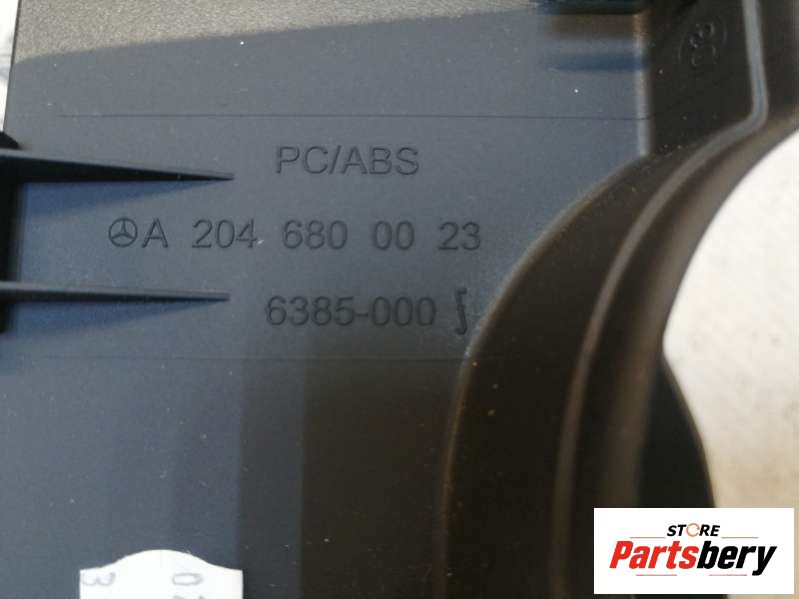 PC/ABS
A 204 680 00 23
6385-000
STORE
Partsbery